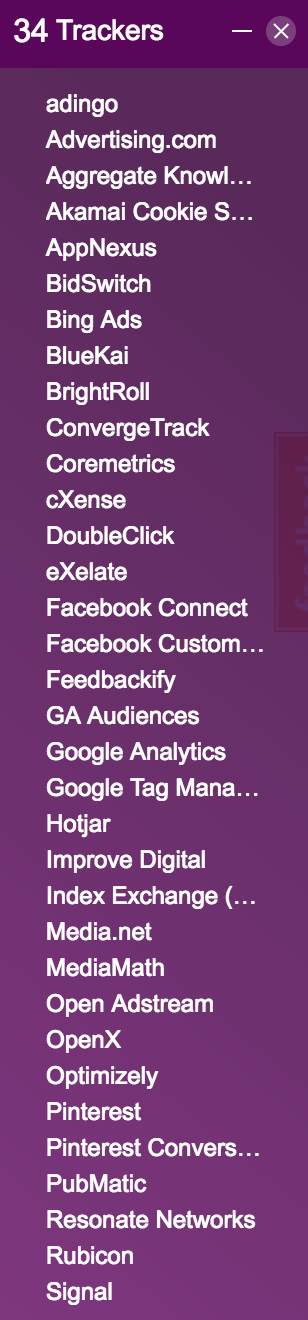 34 Trackers
adingo
Advertising.com
Aggregate Knowl...
Akamai Cookie S...
AppNexus
BidSwitch
Bing Ads
BlueKai
BrightRoll
ConvergeTrack
Coremetrics
cXense
DoubleClick
eXelate
Facebook Connect
Facebook Custom...
Feedbackify
GA Audiences
Google Analytics
Google Tag Mana...
Hotjar
Improve Digital
Index Exchange (...
Media.net
MediaMath
Open Adstream
OpenX
Optimizely
Pinterest
Pinterest Convers...
PubMatic
Resonate Networks
Rubicon
Signal
feedback